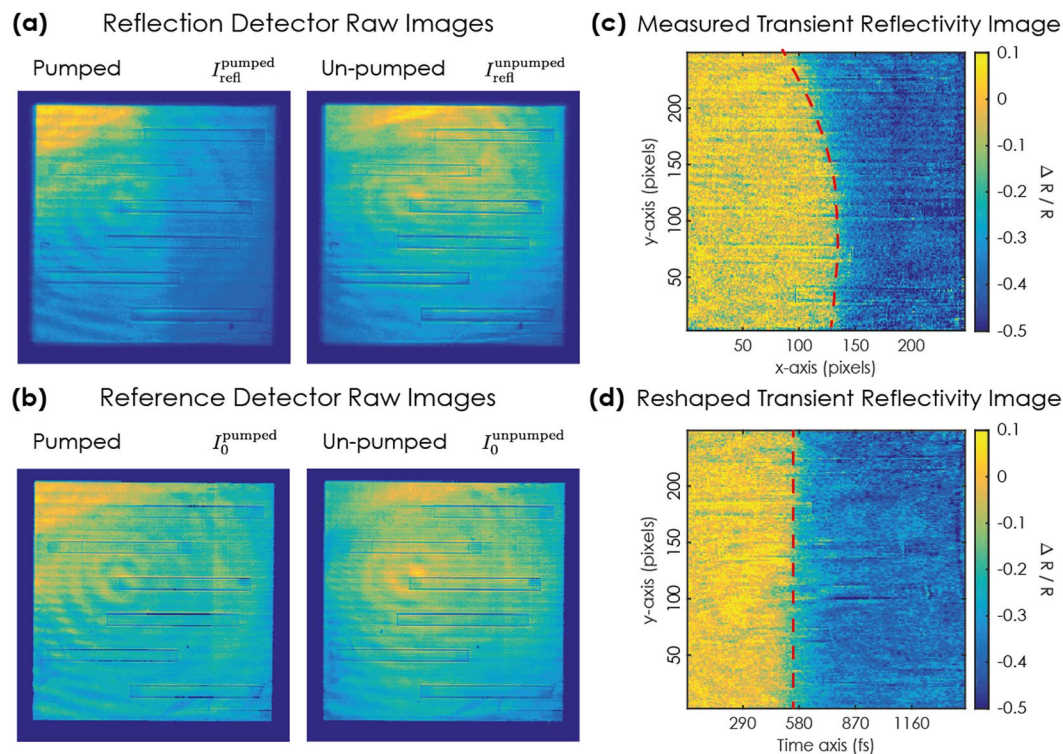 (a) Reflection Detector Raw Images
Pumped I_refl^pumped Un-pumped I_refl^unpumped
(b) Reference Detector Raw Images
Pumped I_0^pumped Un-pumped I_0^unpumped
(c) Measured Transient Reflectivity Image
y-axis (pixels)
200
150
100
50
50 100 150 200
x-axis (pixels)
0.1
0
-0.1
-0.2
-0.3
-0.4
-0.5
Δ R / R
(d) Reshaped Transient Reflectivity Image
y-axis (pixels)
200
150
100
50
290 580 870 1160
Time axis (fs)
0.1
0
-0.1
-0.2
-0.3
-0.4
-0.5
Δ R / R